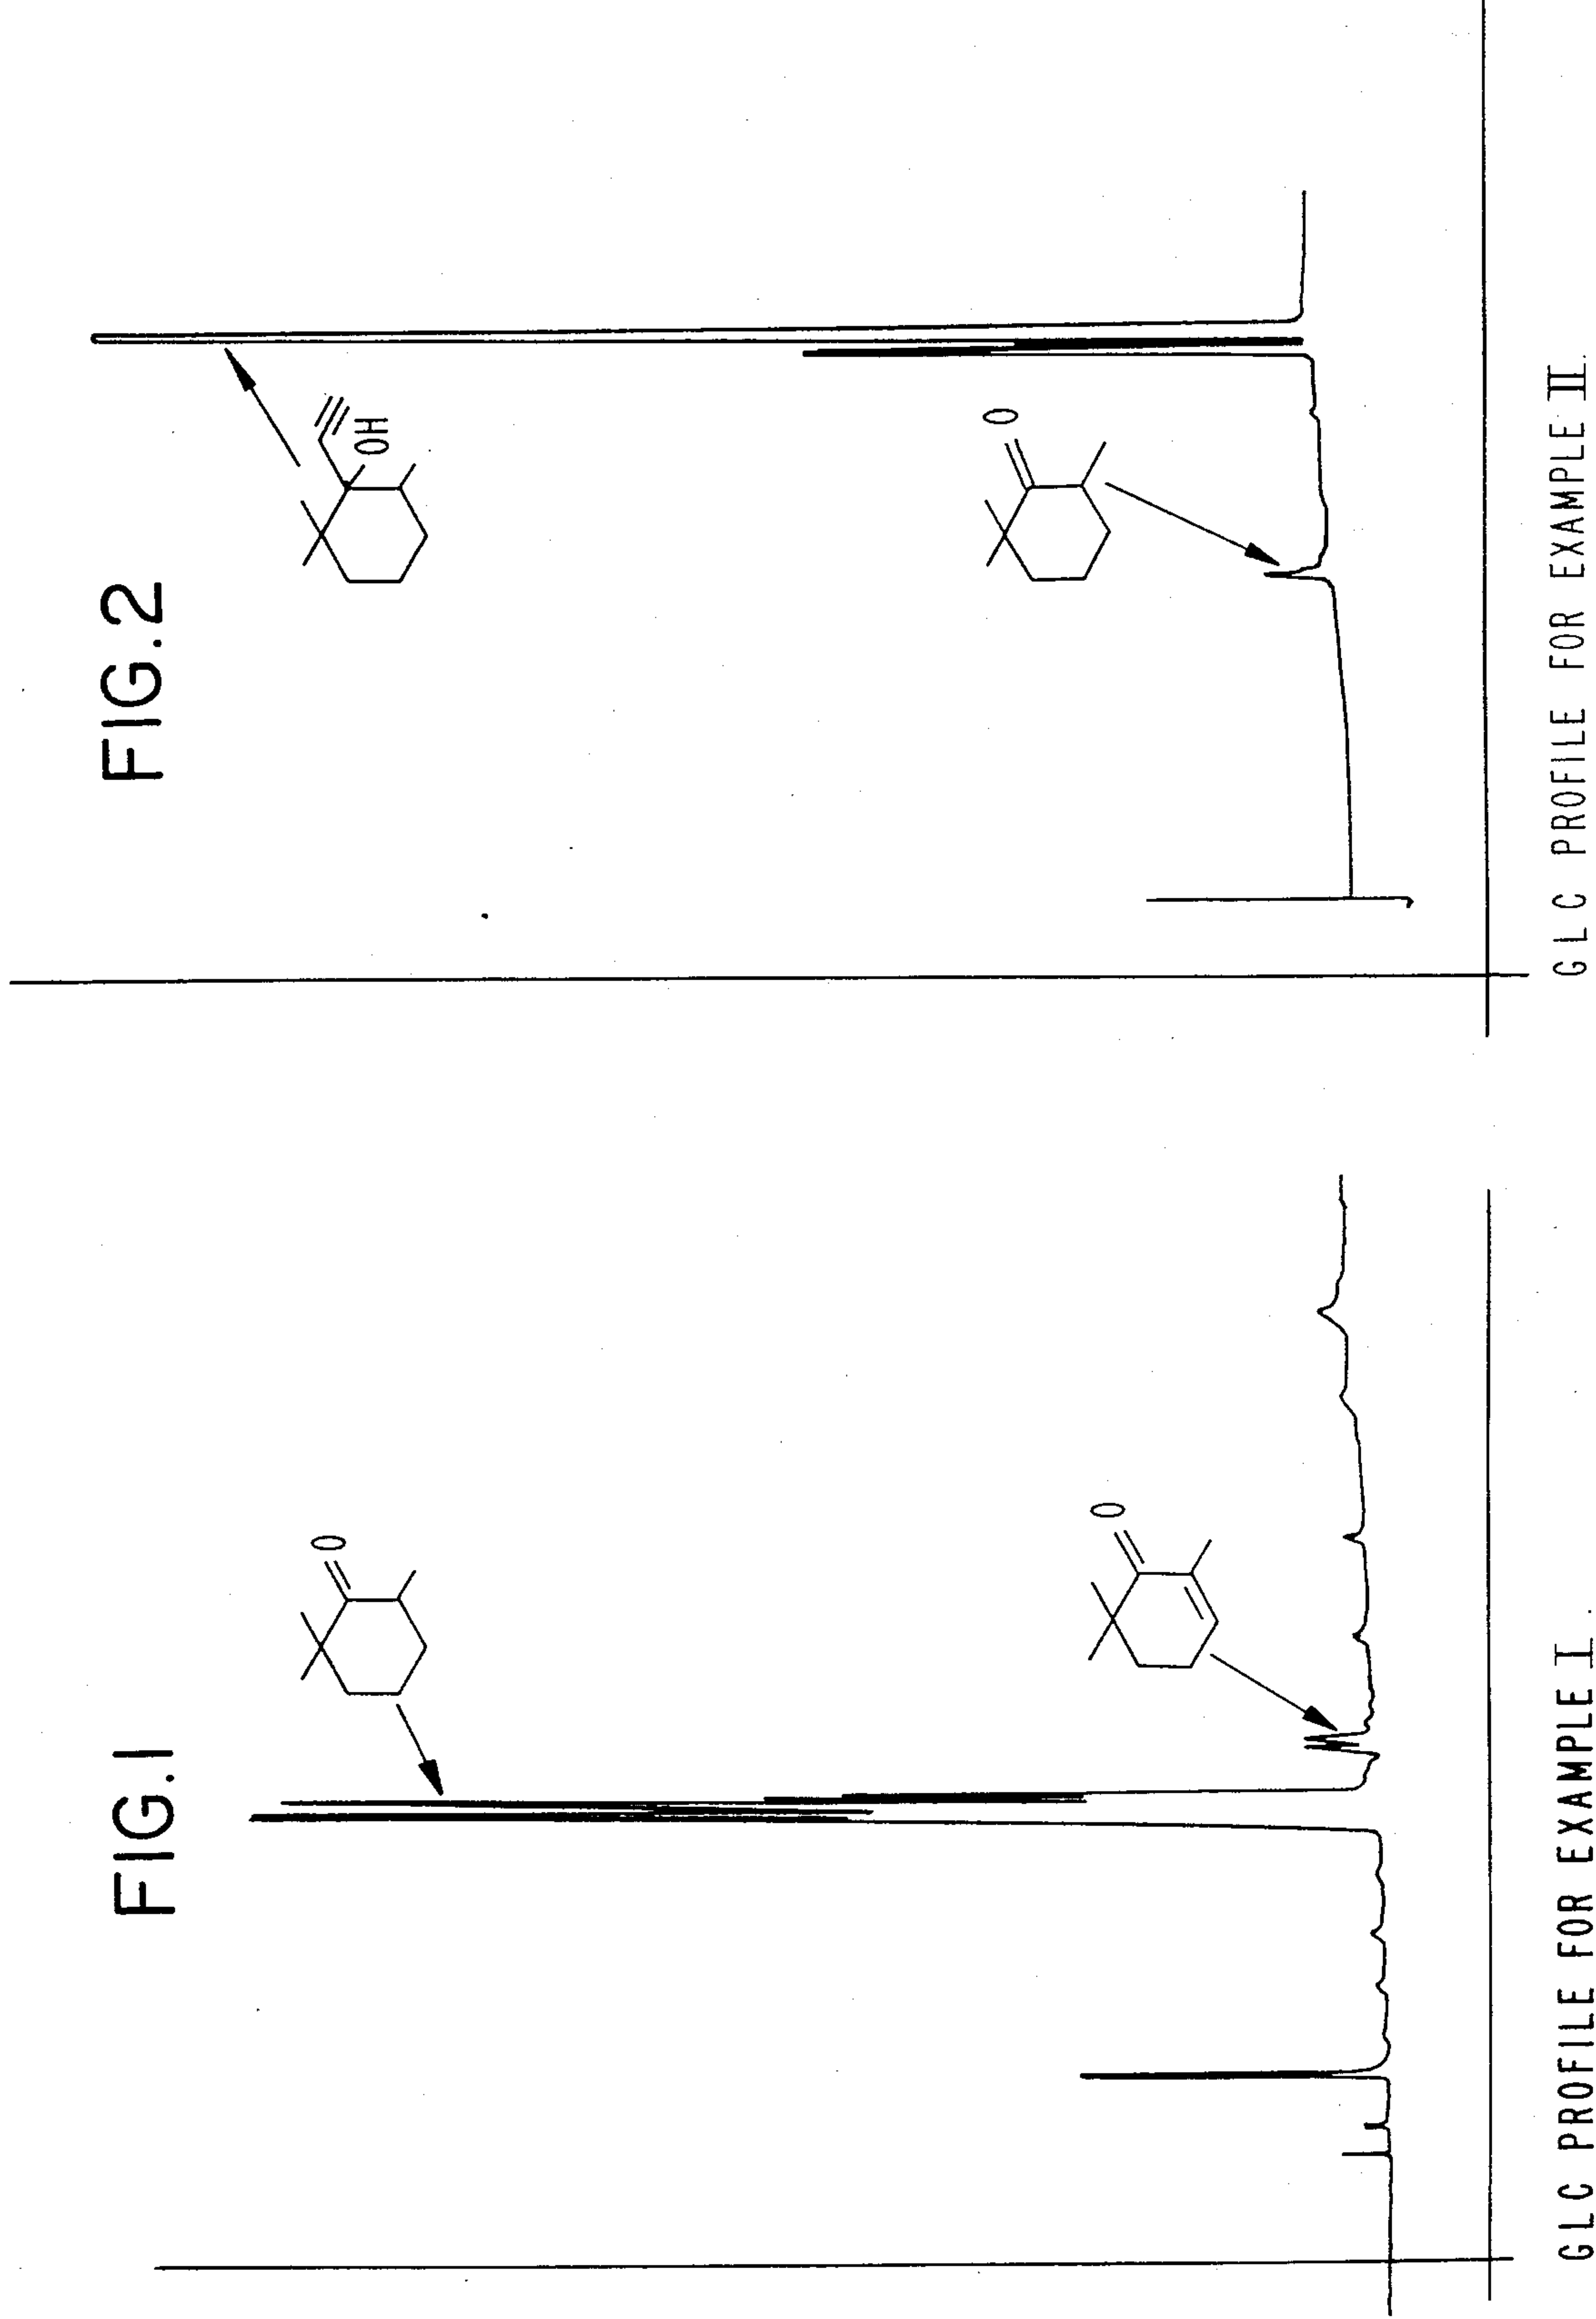 FIG.1
O
O
GLC PROFILE FOR EXAMPLE I.
FIG.2
OH
O
GLC PROFILE FOR EXAMPLE II.